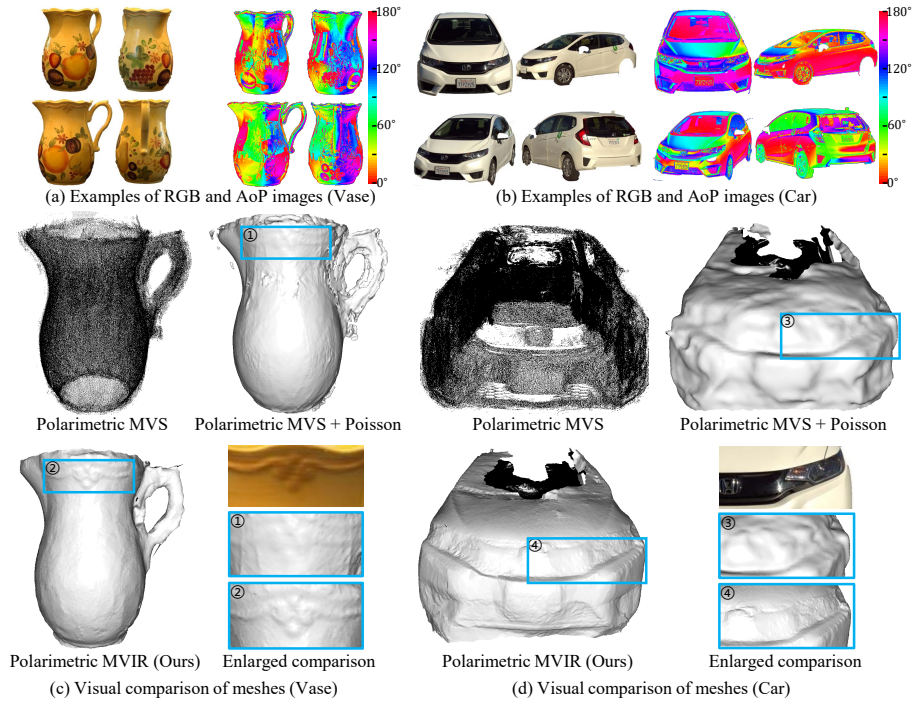 180°
120°
60°
0°
180°
120°
60°
0°
(a) Examples of RGB and AoP images (Vase)
(b) Examples of RGB and AoP images (Car)
①
③
Polarimetric MVS
Polarimetric MVS + Poisson
Polarimetric MVS
Polarimetric MVS + Poisson
②
①
②
④
③
④
Polarimetric MVIR (Ours)
Enlarged comparison
Polarimetric MVIR (Ours)
Enlarged comparison
(c) Visual comparison of meshes (Vase)
(d) Visual comparison of meshes (Car)